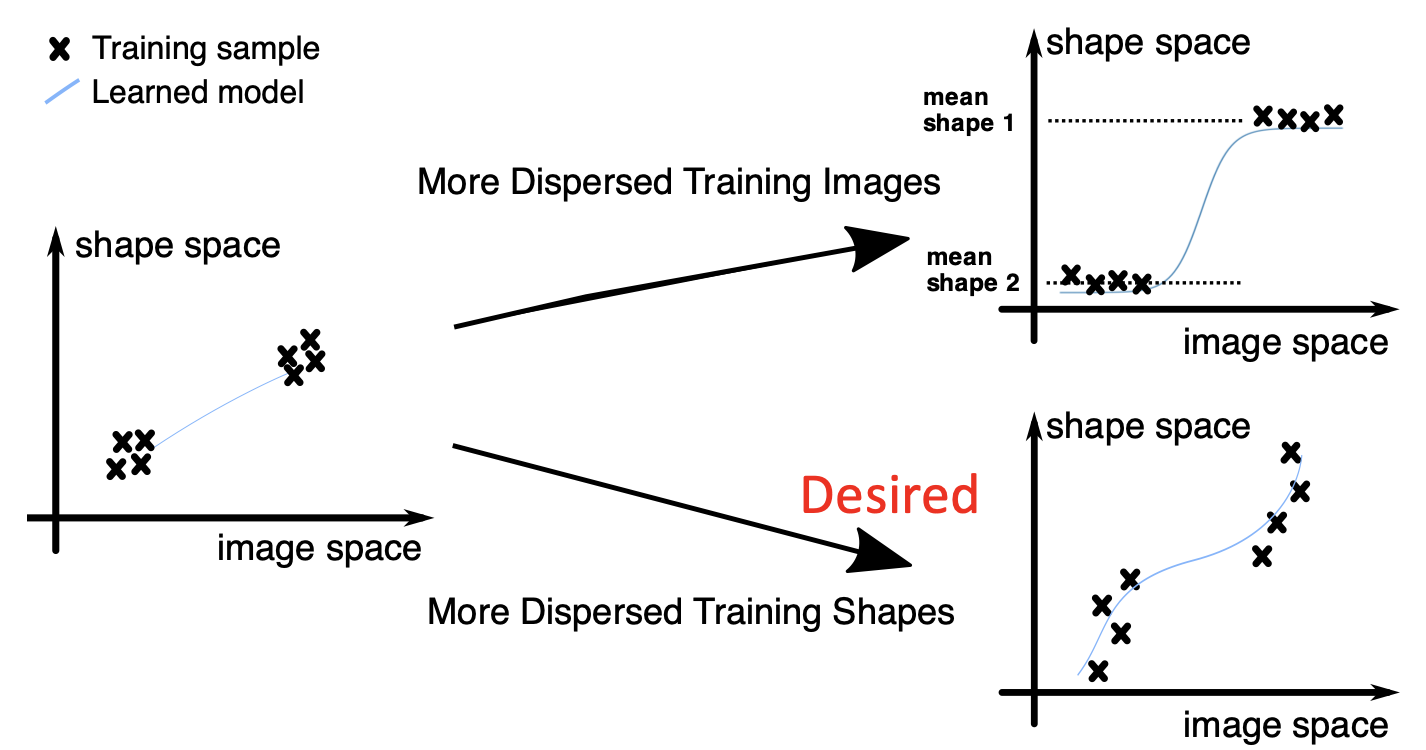 Training sample
Learned model
shape space
image space
More Dispersed Training Images
More Dispersed Training Shapes
Desired
shape space
mean
shape 1
mean
shape 2
image space
shape space
image space